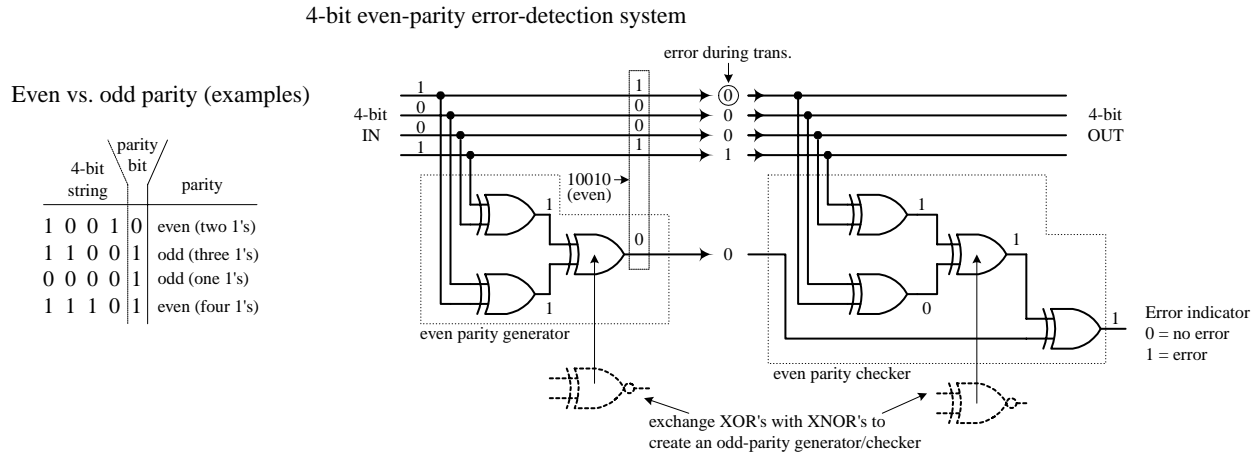 4-bit even-parity error-detection system
Even vs. odd parity (examples)
4-bit
string
parity
bit
parity
1 0 0 1 0 even (two 1's)
1 1 0 0 1 odd (three 1's)
0 0 0 0 1 odd (one 1's)
1 1 1 0 1 even (four 1's)
error during trans.
4-bit
IN
1
0
0
1
1
0
0
1
0
0
0
1
4-bit
OUT
10010
(even)
1
1
0
0
even parity generator
1
0
1
1
even parity checker
Error indicator
0 = no error
1 = error
exchange XOR's with XNOR's to
create an odd-parity generator/checker